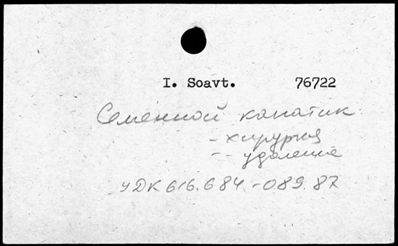 I. Soavt. 76722
Семенной канатик
- хирургия
-"- удаление
УДК 616.684.-089.87